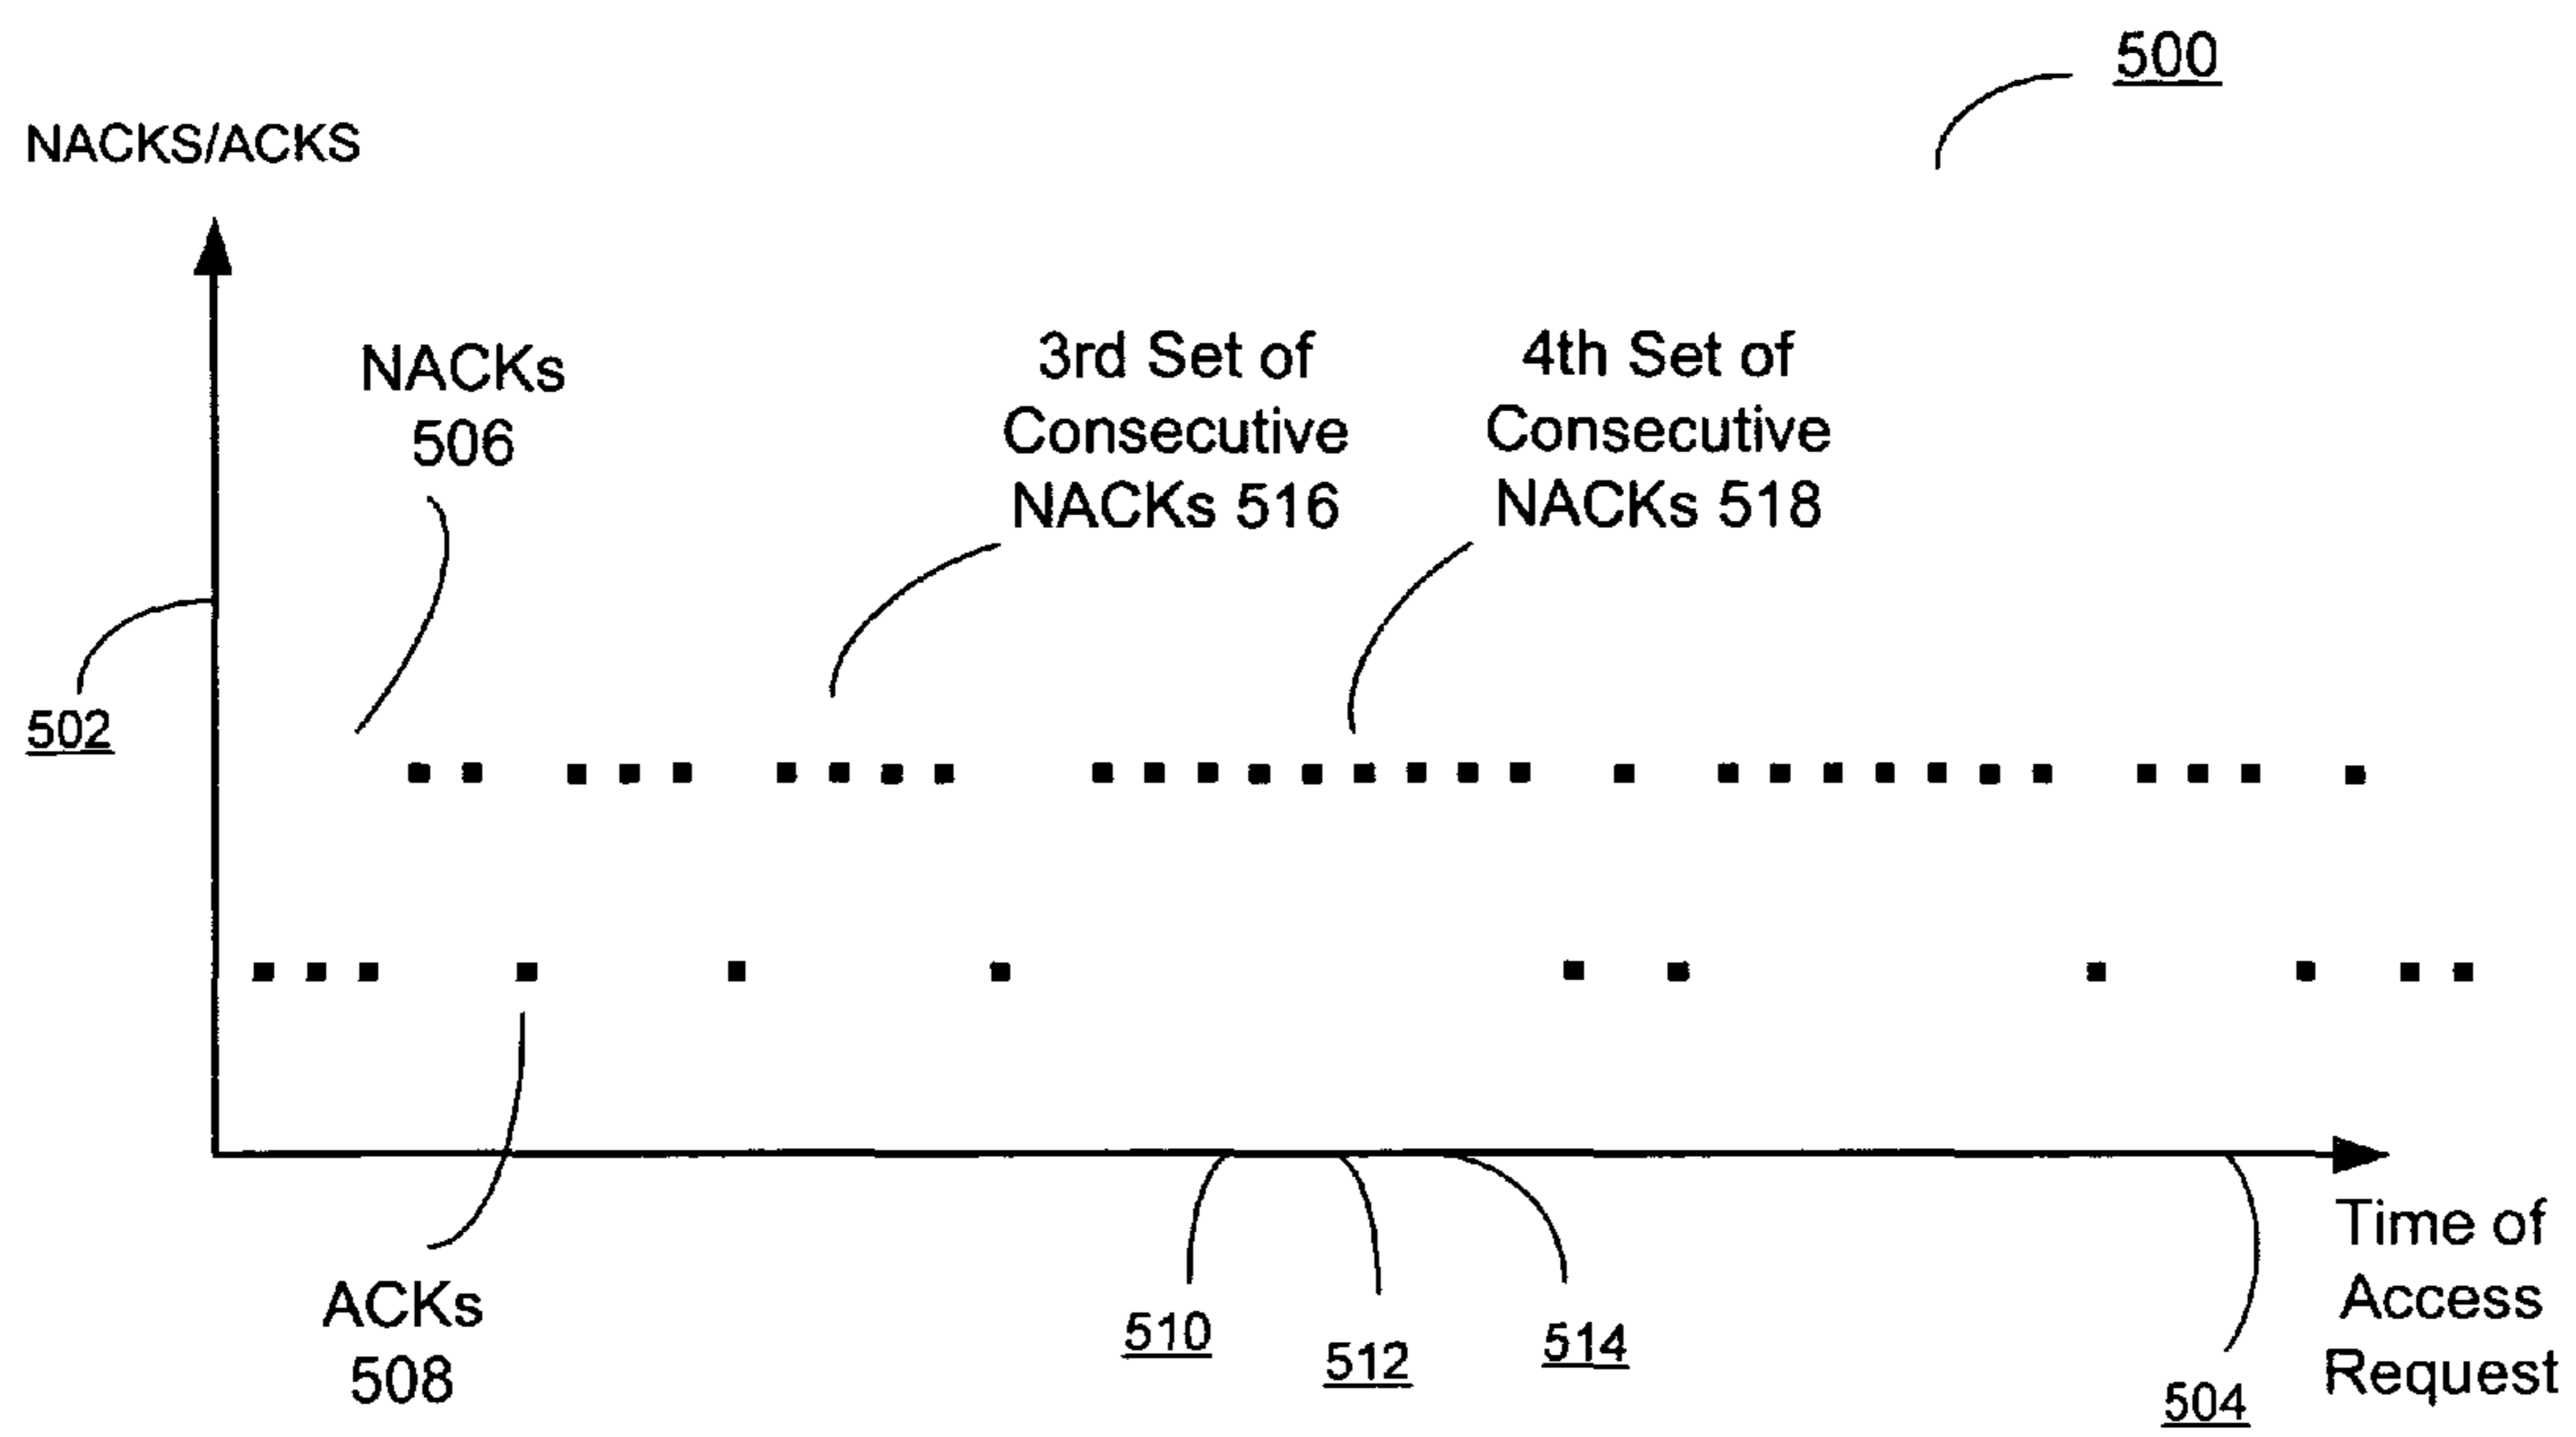 500
NACKS/ACKS
NACKs
506
3rd Set of
Consecutive
NACKs 516
4th Set of
Consecutive
NACKs 518
502
ACKs
508
510
512
514
504
Time of
Access
Request